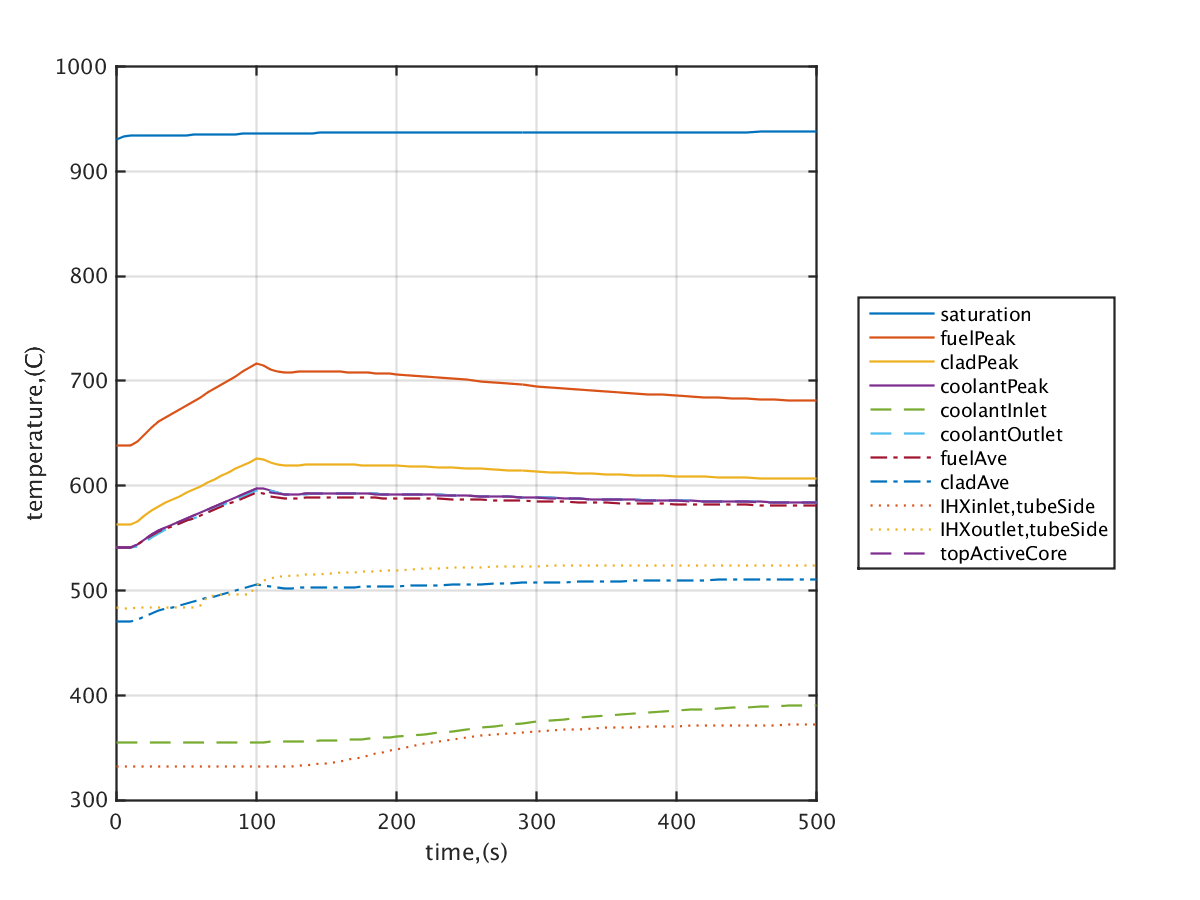 1000
900
800
700
600
500
400
300
0 100 200 300 400 500
time,(s)
temperature,(C)
saturation
fuelPeak
cladPeak
coolantPeak
coolantInlet
coolantOutlet
fuelAve
cladAve
IHXinlet,tubeSide
IHXoutlet,tubeSide
topActiveCore